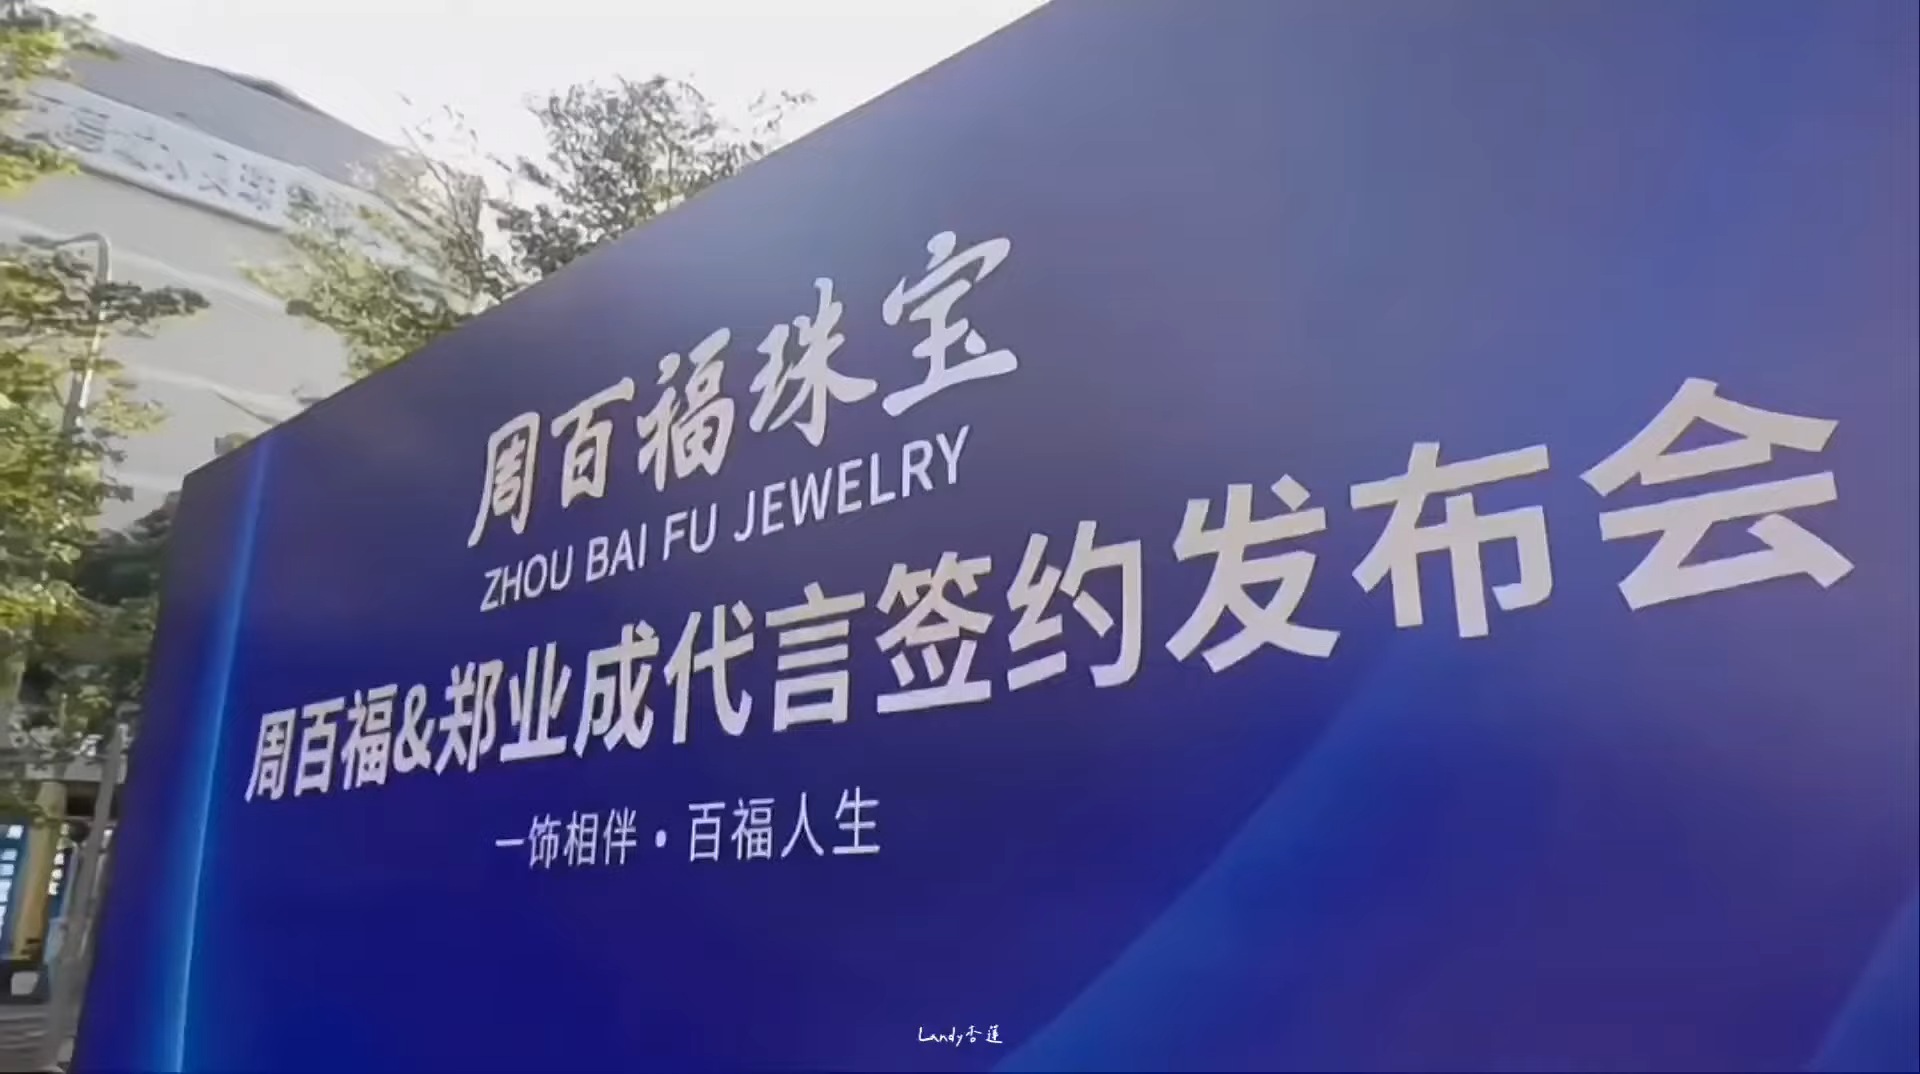 周百福珠宝
ZHOU BAI FU JEWELRY
周百福&郑业成代言签约发布会
一饰相伴·百福人生
Landy杏蓮